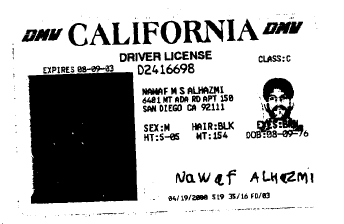 DMV CALIFORNIA DMV
DRIVER LICENSE
CLASS:C
EXPIRES 08-09-03 D2416698
NAWAF M S ALHAZMI
6401 MT ADA RD APT 150
SAN DIEGO CA 92111
SEX:M HAIR:BLK EYES:BRN
HT:5-05 WT:154 DOB:08-09-76
Nawaf ALHAZMI
04/19/2000 519 35/16 FD/03